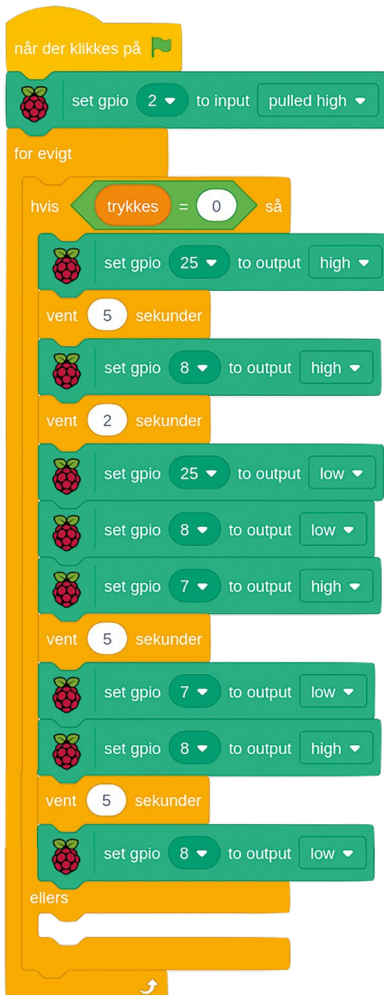 når der klikkes på
set gpio 2 to input pulled high
for evigt
hvis trykkes = 0 så
set gpio 25 to output high
vent 5 sekunder
set gpio 8 to output high
vent 2 sekunder
set gpio 25 to output low
set gpio 8 to output low
set gpio 7 to output high
vent 5 sekunder
set gpio 7 to output low
set gpio 8 to output high
vent 5 sekunder
set gpio 8 to output low
ellers